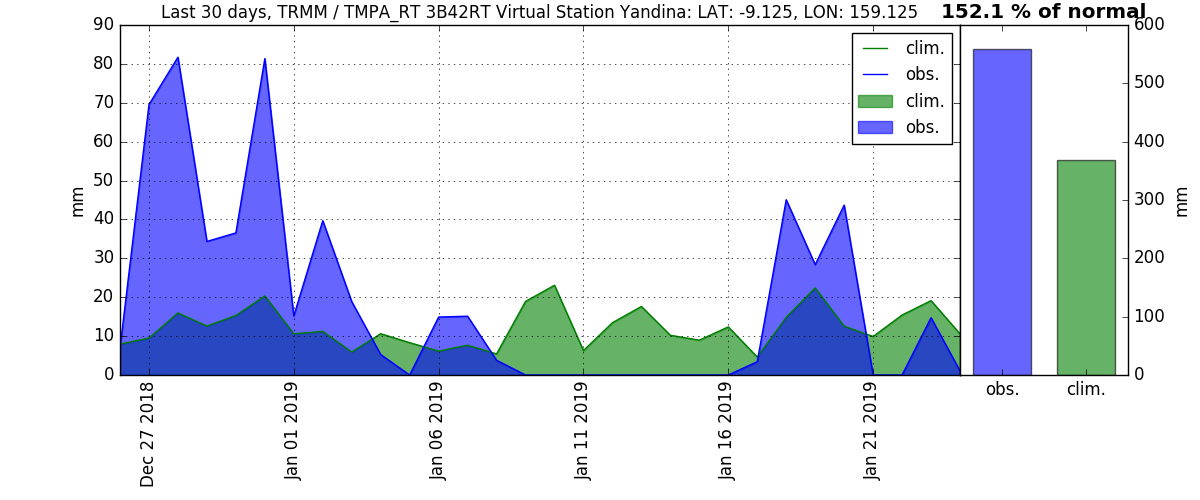 Last 30 days, TRMM / TMPA_RT 3B42RT Virtual Station Yandina: LAT: -9.125, LON: 159.125
152.1 % of normal
90
80
70
60
50
40
30
20
10
0
mm
clim.
obs.
clim.
obs.
600
500
400
300
200
100
0
mm
obs.
clim.
Dec 27 2018
Jan 01 2019
Jan 06 2019
Jan 11 2019
Jan 16 2019
Jan 21 2019